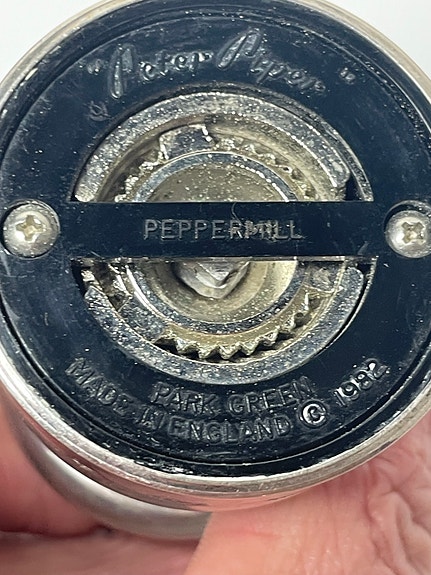 "Peter Piper"
PEPPERMILL
PARK GREEN
MADE IN ENGLAND © 1982